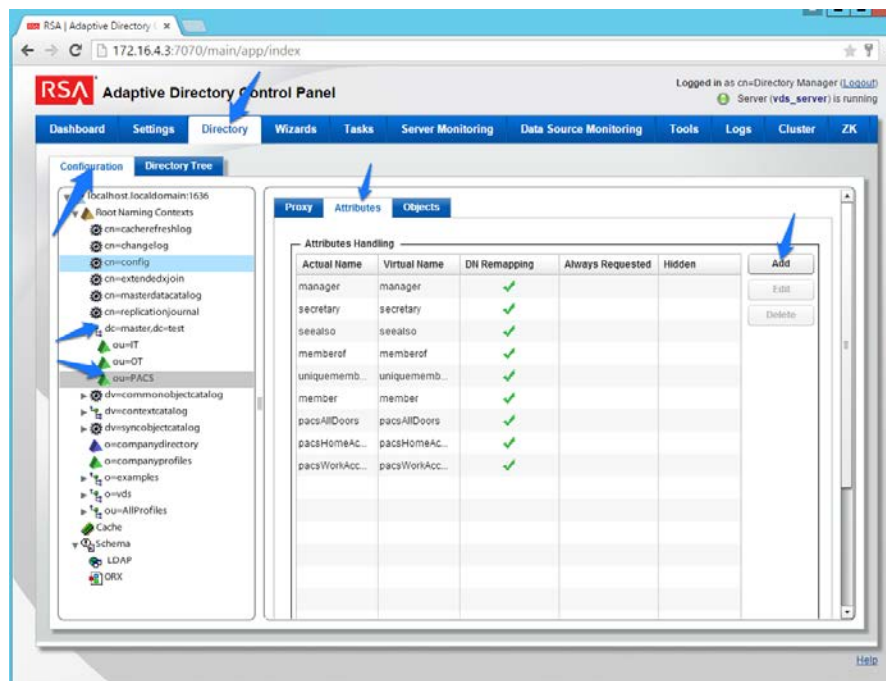 RSA | Adaptive Directory
172.16.4.3:7070/main/app/index
RSA Adaptive Directory Control Panel
Logged in as cn=Directory Manager (Logout)
Server (vds_server) is running
Dashboard Settings Directory Wizards Tasks Server Monitoring Data Source Monitoring Tools Logs Cluster ZK
Configuration Directory Tree
localhost.localdomain:1636
Root Naming Contexts
cn=cacherefreshlog
cn=changelog
cn=config
cn=extendedxjoin
cn=masterdatacatalog
cn=replicationjournal
dc=master,dc=test
ou=IT
ou=OT
ou=PACS
dv=commonobjectcatalog
dv=contextcatalog
dv=syncobjectcatalog
o=companydirectory
o=companyprofiles
o=examples
o=vds
ou=AllProfiles
Cache
Schema
LDAP
ORX
Proxy Attributes Objects
Attributes Handling
Actual Name Virtual Name DN Remapping Always Requested Hidden
manager manager
secretary secretary
seealso seealso
memberof memberof
uniquememb... uniquememb...
member member
pacsAllDoors pacsAllDoors
pacsHomeAc... pacsHomeAc...
pacsWorkAcc... pacsWorkAcc...
Add
Edit
Delete
Help